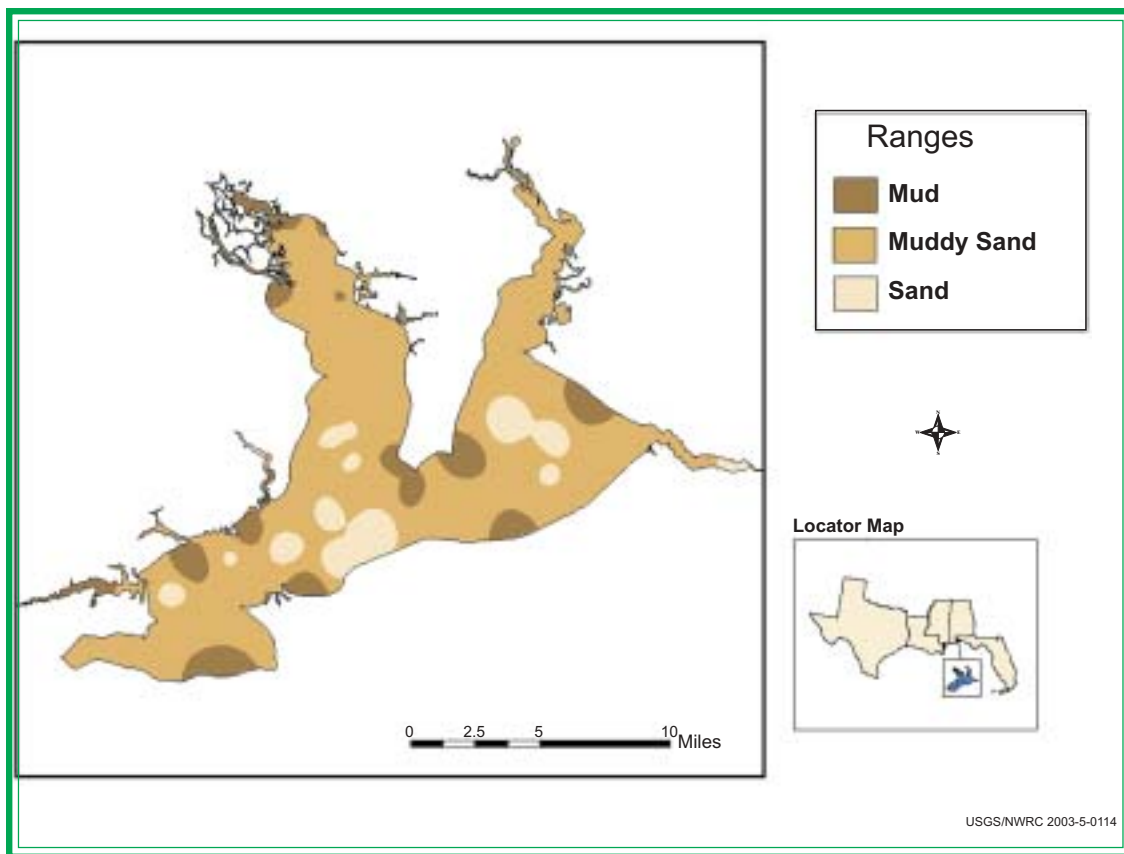 Ranges
Mud
Muddy Sand
Sand
Locator Map
0 2.5 5 10 Miles
USGS/NWRC 2003-5-0114